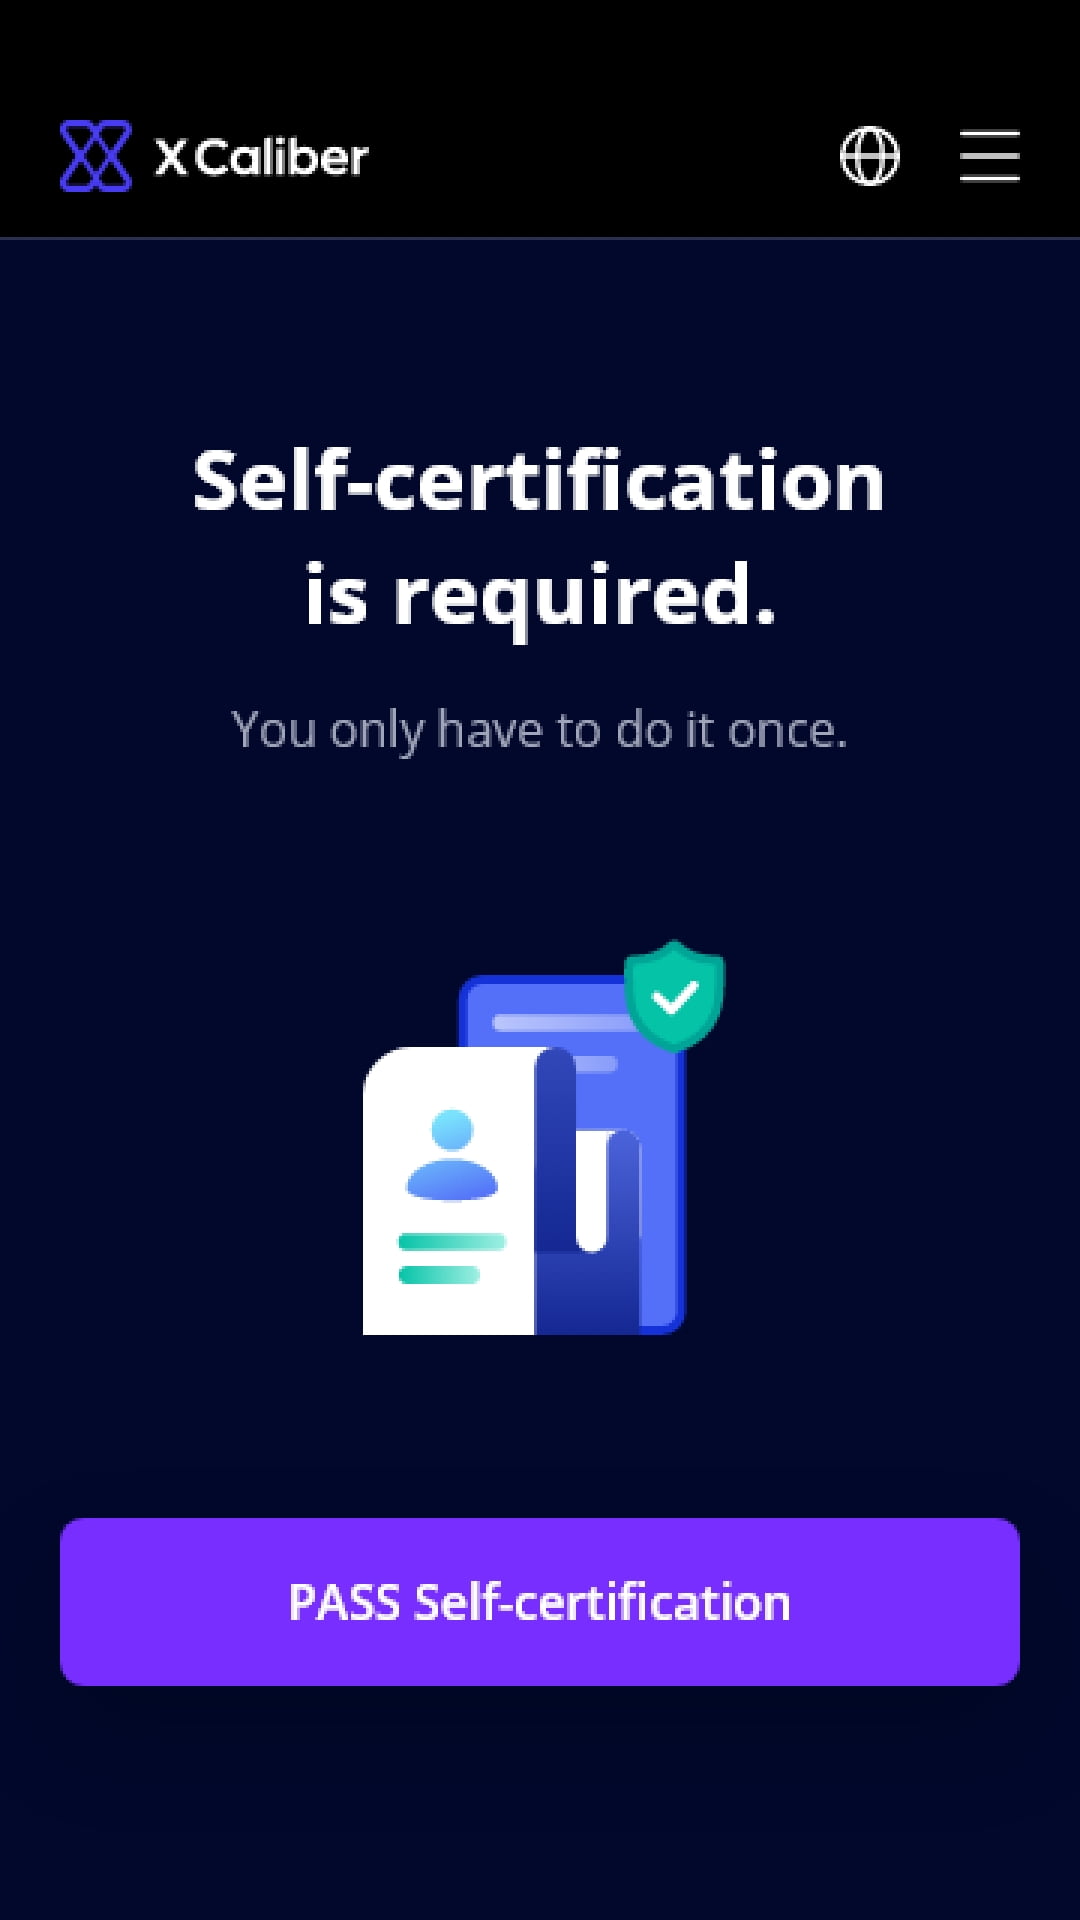 X Caliber
Self-certification
is required.
You only have to do it once.
PASS Self-certification